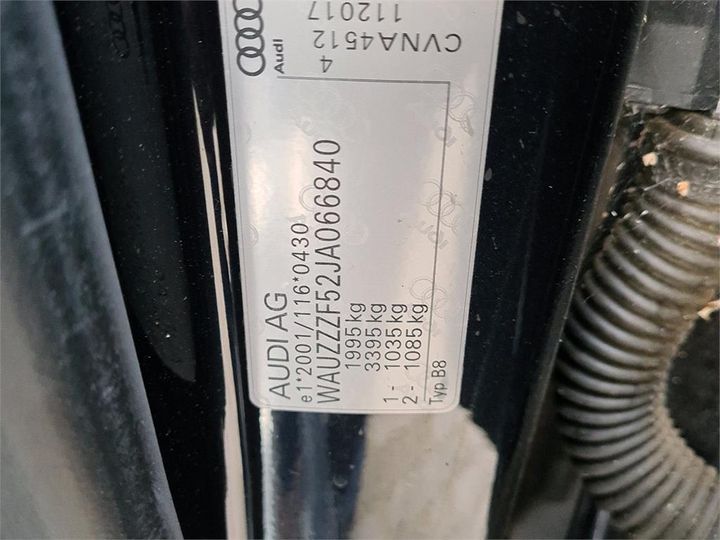 AUDI AG
e1*2001/116*0430
WAUZZZF52JA066840
1995 kg
3395 kg
1- 1035 kg
2- 1085 kg
Typ B8
Audi
112017
4
CVNA4512